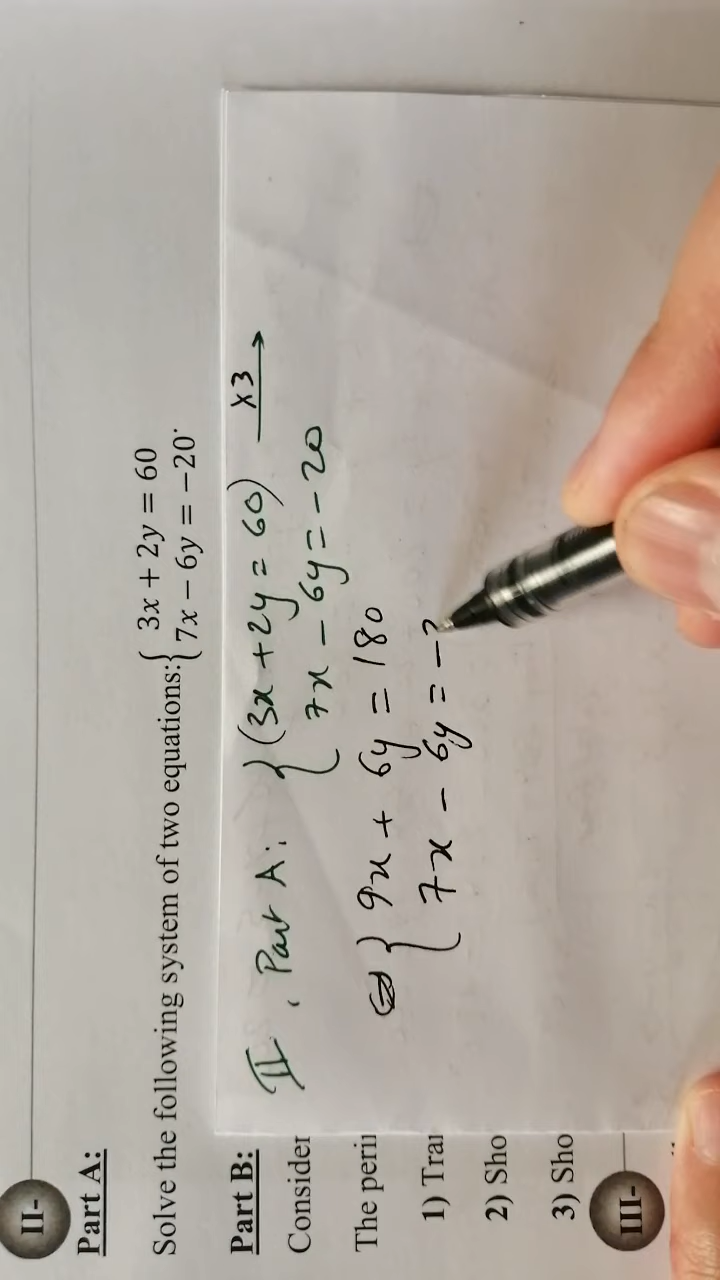 II-
Part A:
Solve the following system of two equations: { 3x + 2y = 60
7x − 6y = −20.
II, Part A: { (3x + 2y = 60) ×3 →
7x − 6y = −20
⇔ { 9x + 6y = 180
7x − 6y = −2
Part B:
Consider
The peri
1) Tra
2) Sho
3) Sho
III-